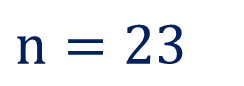 n = 23